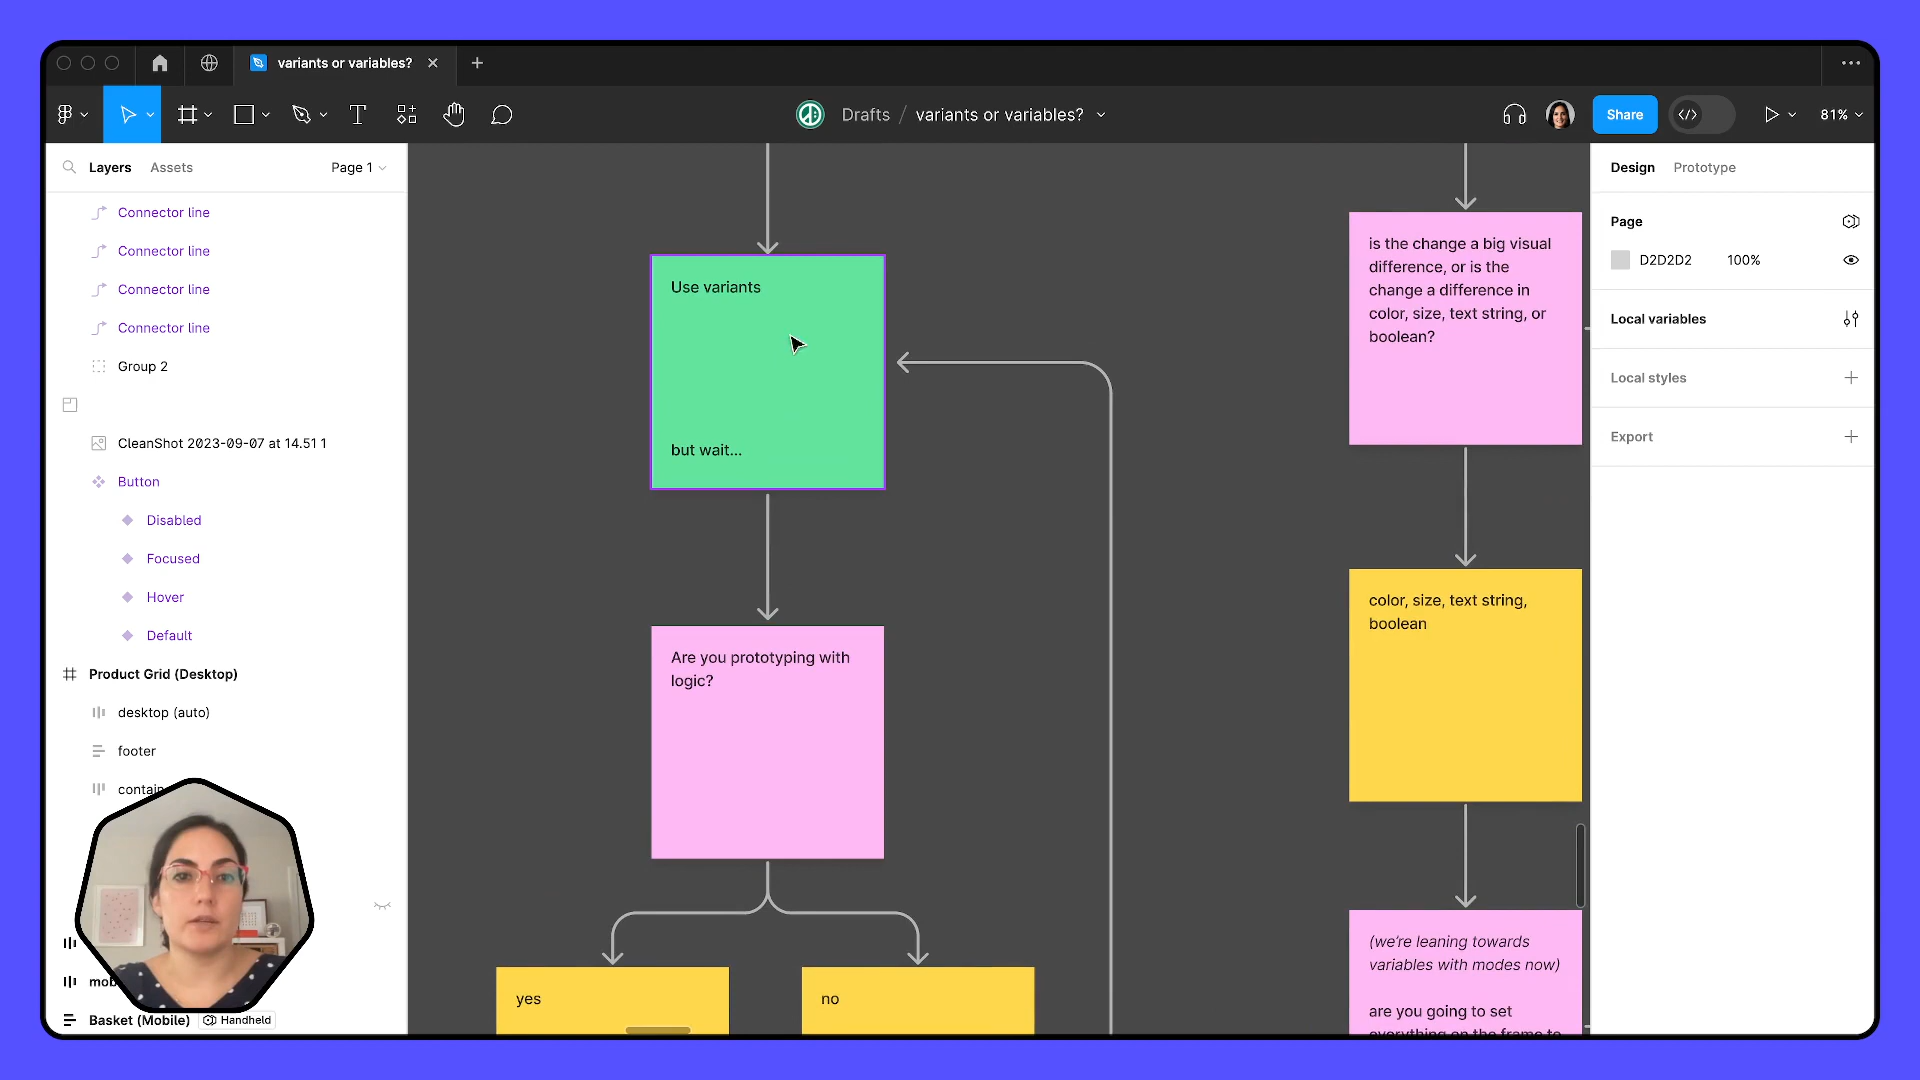 variants or variables?
Drafts / variants or variables?
Share
81%
Layers
Assets
Page 1
Connector line
Connector line
Connector line
Connector line
Group 2
CleanShot 2023-09-07 at 14.51 1
Button
Disabled
Focused
Hover
Default
Product Grid (Desktop)
desktop (auto)
footer
Basket (Mobile)
Handheld
Use variants
but wait...
Are you prototyping with
logic?
yes
no
is the change a big visual
difference, or is the
change a difference in
color, size, text string, or
boolean?
color, size, text string,
boolean
(we're leaning towards
variables with modes now)
are you going to set
everything on the frame to
Design
Prototype
Page
D2D2D2
100%
Local variables
Local styles
Export